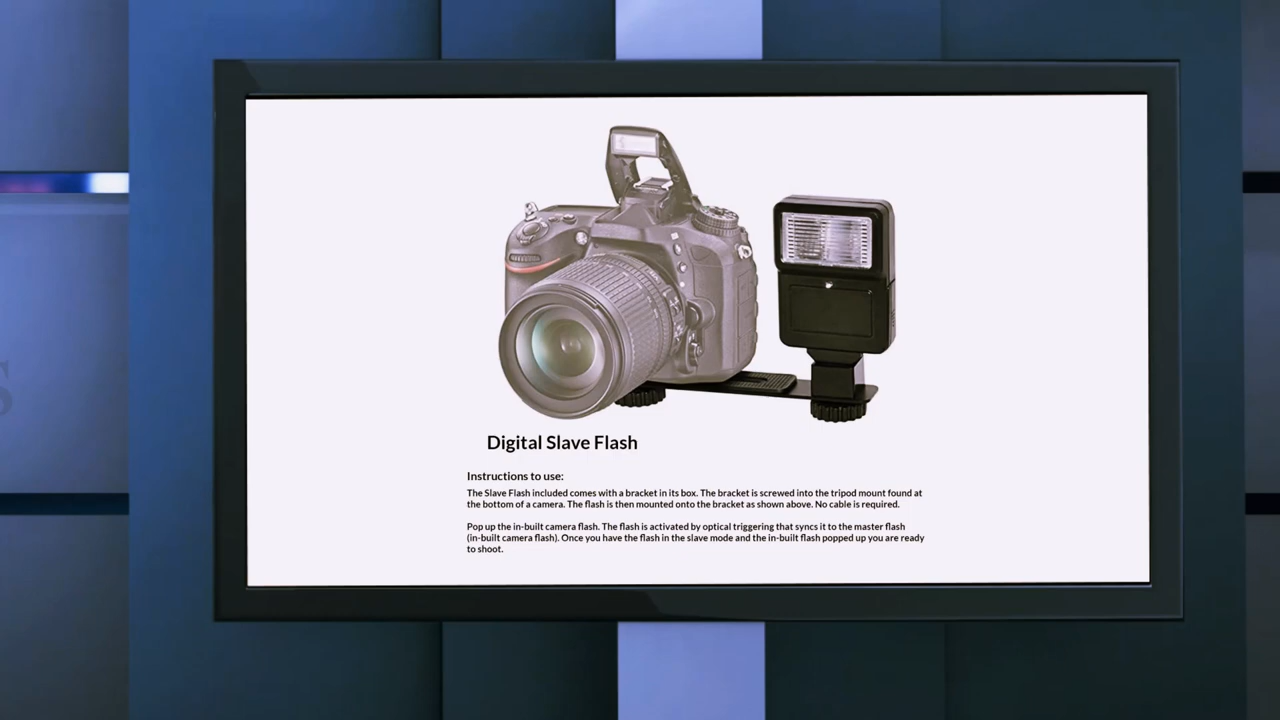 Digital Slave Flash
Instructions to use:
The Slave Flash included comes with a bracket in its box. The bracket is screwed into the tripod mount found at
the bottom of a camera. The flash is then mounted onto the bracket as shown above. No cable is required.
Pop up the in-built camera flash. The flash is activated by optical triggering that syncs it to the master flash
(in-built camera flash). Once you have the flash in the slave mode and the in-built flash popped up you are ready
to shoot.